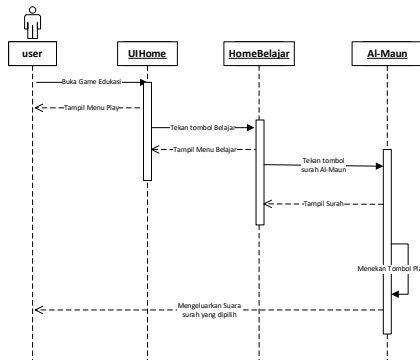 user
UIHome
HomeBelajar
Al-Maun
Buka Game Edukasi
Tampil Menu Play
Tekan tombol Belajar
Tampil Menu Belajar
Tekan tombol
surah Al-Maun
Tampil Surah
Menekan Tombol Pla
Mengeluarkan Suara
surah yang dipilih